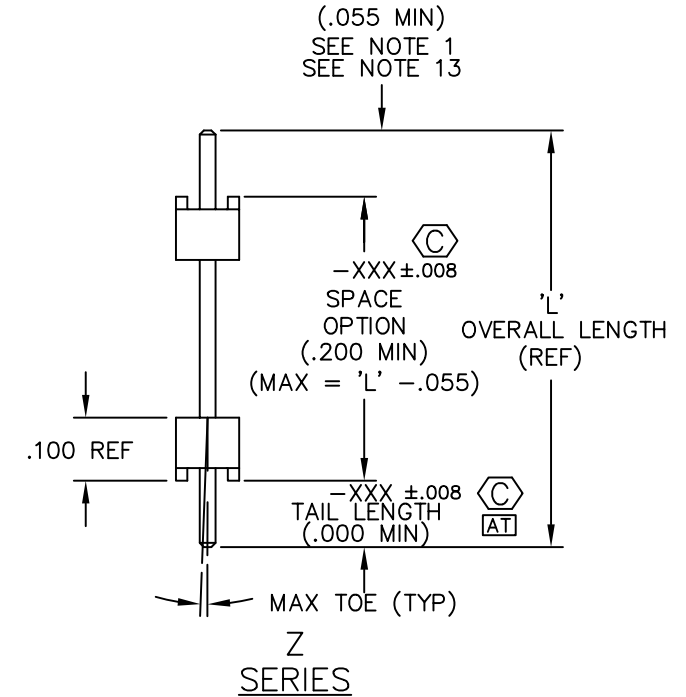 (.055 MIN)
SEE NOTE 1
SEE NOTE 13
C
-XXX±.008
SPACE
OPTION
(.200 MIN)
(MAX = 'L' -.055)
'L'
OVERALL LENGTH
(REF)
.100 REF
-XXX ±.008
C
TAIL LENGTH
AT
(.000 MIN)
MAX TOE (TYP)
Z
SERIES